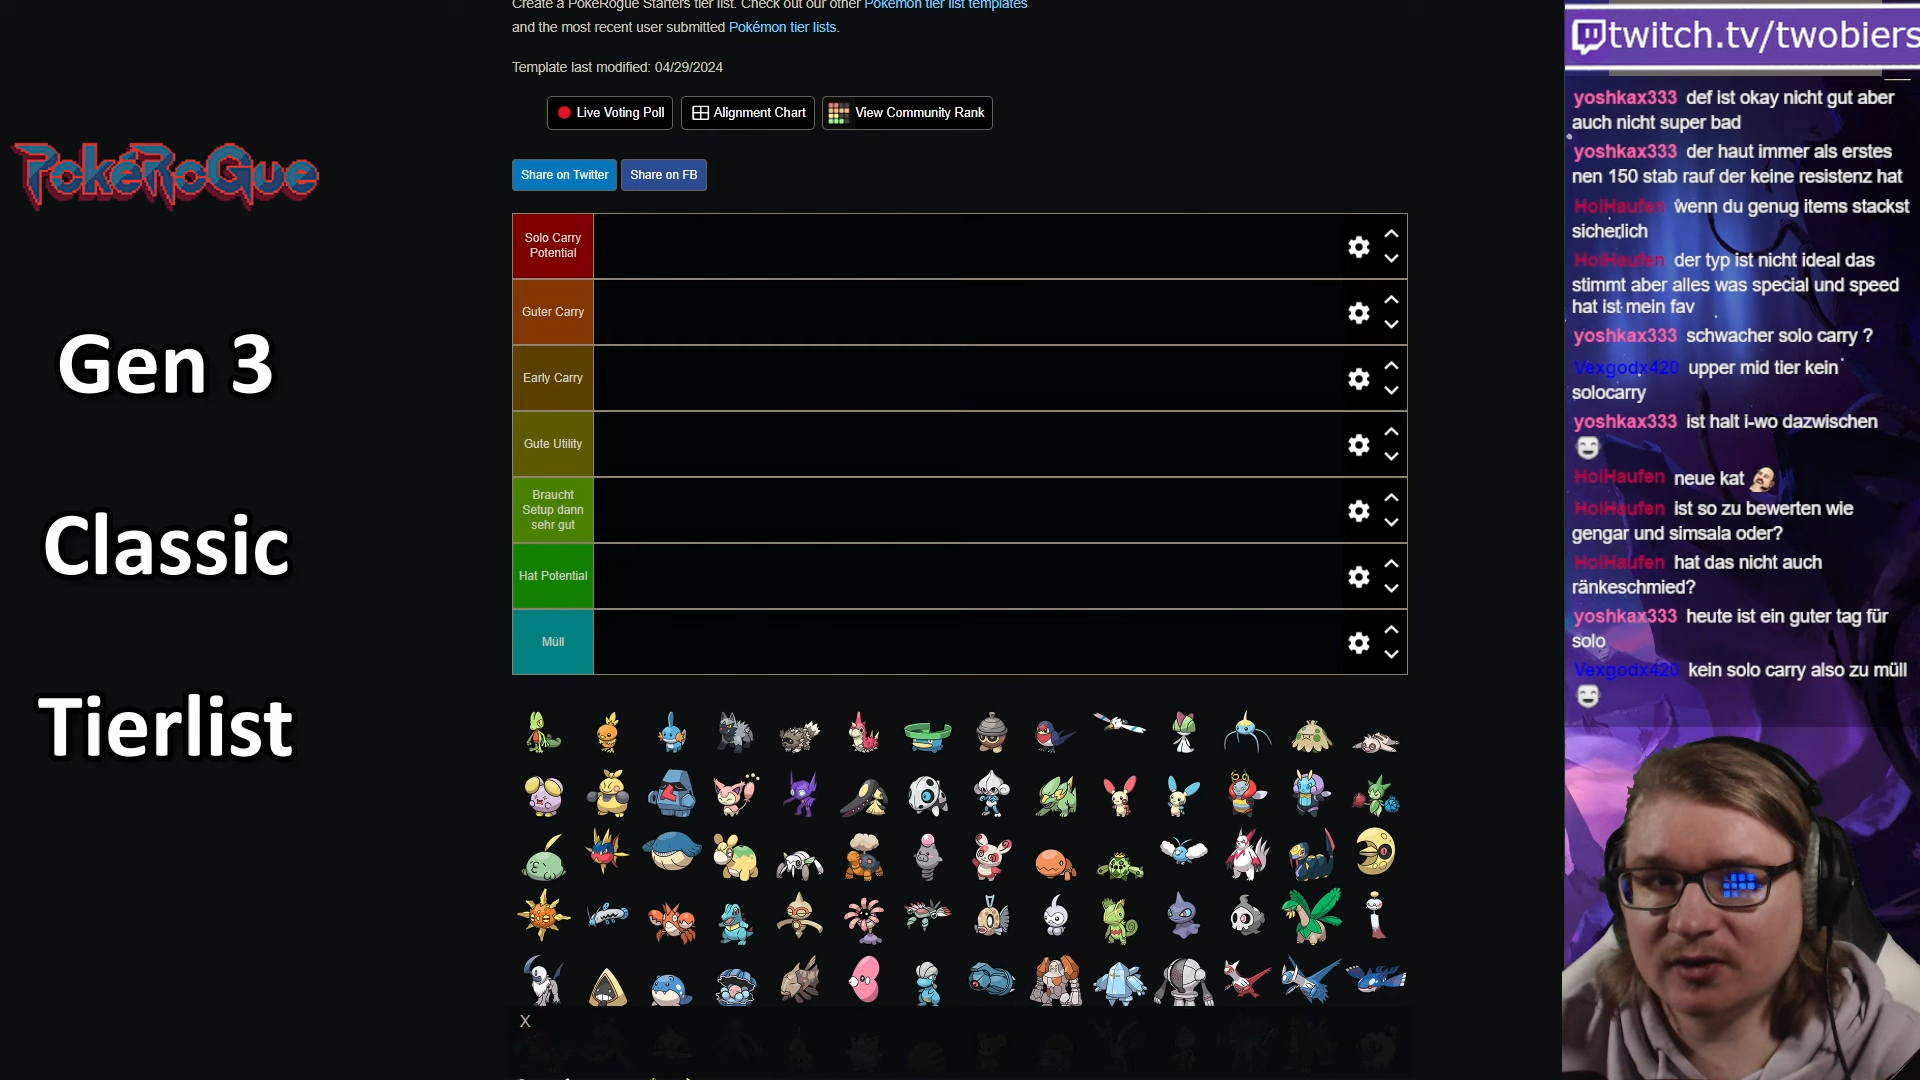 Create a PokeRogue Starters tier list. Check out our other Pokemon tier list templates
and the most recent user submitted Pokémon tier lists.
Template last modified: 04/29/2024
Live Voting Poll
Alignment Chart
View Community Rank
Share on Twitter
Share on FB
PokéRoGue
Gen 3
Classic
Tierlist
Solo Carry
Potential
Guter Carry
Early Carry
Gute Utility
Braucht
Setup dann
sehr gut
Hat Potential
Müll
X
twitch.tv/twobiers
yoshkax333 def ist okay nicht gut aber
auch nicht super bad
yoshkax333 der haut immer als erstes
nen 150 stab rauf der keine resistenz hat
HolHaufen wenn du genug items stackst
sicherlich
HolHaufen der typ ist nicht ideal das
stimmt aber alles was special und speed
hat ist mein fav
yoshkax333 schwacher solo carry ?
Vexgodx420 upper mid tier kein
solocarry
yoshkax333 ist halt i-wo dazwischen
HolHaufen neue kat
HolHaufen ist so zu bewerten wie
gengar und simsala oder?
HolHaufen hat das nicht auch
ränkeschmied?
yoshkax333 heute ist ein guter tag für
solo
Vexgodx420 kein solo carry also zu müll